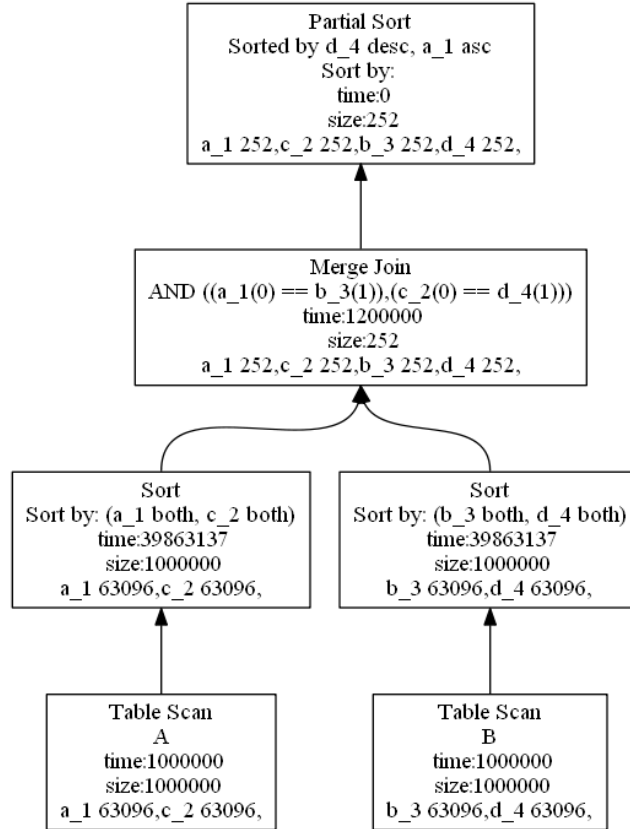 Partial Sort
Sorted by d_4 desc, a_1 asc
Sort by:
time:0
size:252
a_1 252,c_2 252,b_3 252,d_4 252,
Merge Join
AND ((a_1(0) == b_3(1)),(c_2(0) == d_4(1)))
time:1200000
size:252
a_1 252,c_2 252,b_3 252,d_4 252,
Sort
Sort by: (a_1 both, c_2 both)
time:39863137
size:1000000
a_1 63096,c_2 63096,
Sort
Sort by: (b_3 both, d_4 both)
time:39863137
size:1000000
b_3 63096,d_4 63096,
Table Scan
A
time:1000000
size:1000000
a_1 63096,c_2 63096,
Table Scan
B
time:1000000
size:1000000
b_3 63096,d_4 63096,